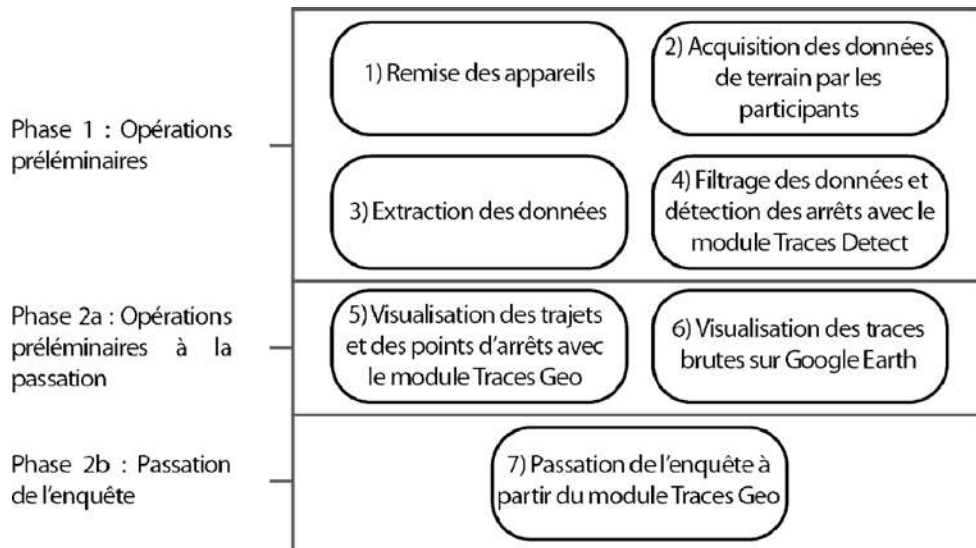 1) Remise des appareils
2) Acquisition des données
de terrain par les
participants
Phase 1 : Opérations
préléminaires
3) Extraction des données
4) Filtrage des données et
détection des arrêts avec le
module Traces Detect
Phase 2a : Opérations
préléminaires à la
passation
5) Visualisation des trajets
et des points d'arrêts avec
le module Traces Geo
6) Visualisation des traces
brutes sur Google Earth
Phase 2b : Passation
de l'enquête
7) Passation de l'enquête à
partir du module Traces Geo